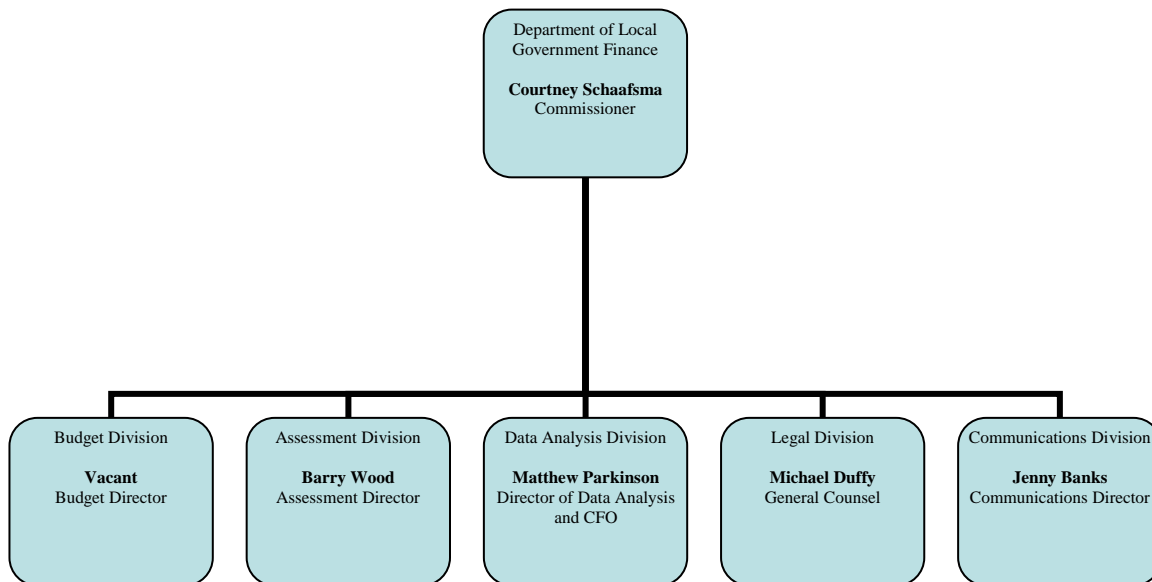 Department of Local
Government Finance
Courtney Schaafsma
Commissioner
Budget Division
Vacant
Budget Director
Assessment Division
Barry Wood
Assessment Director
Data Analysis Division
Matthew Parkinson
Director of Data Analysis
and CFO
Legal Division
Michael Duffy
General Counsel
Communications Division
Jenny Banks
Communications Director